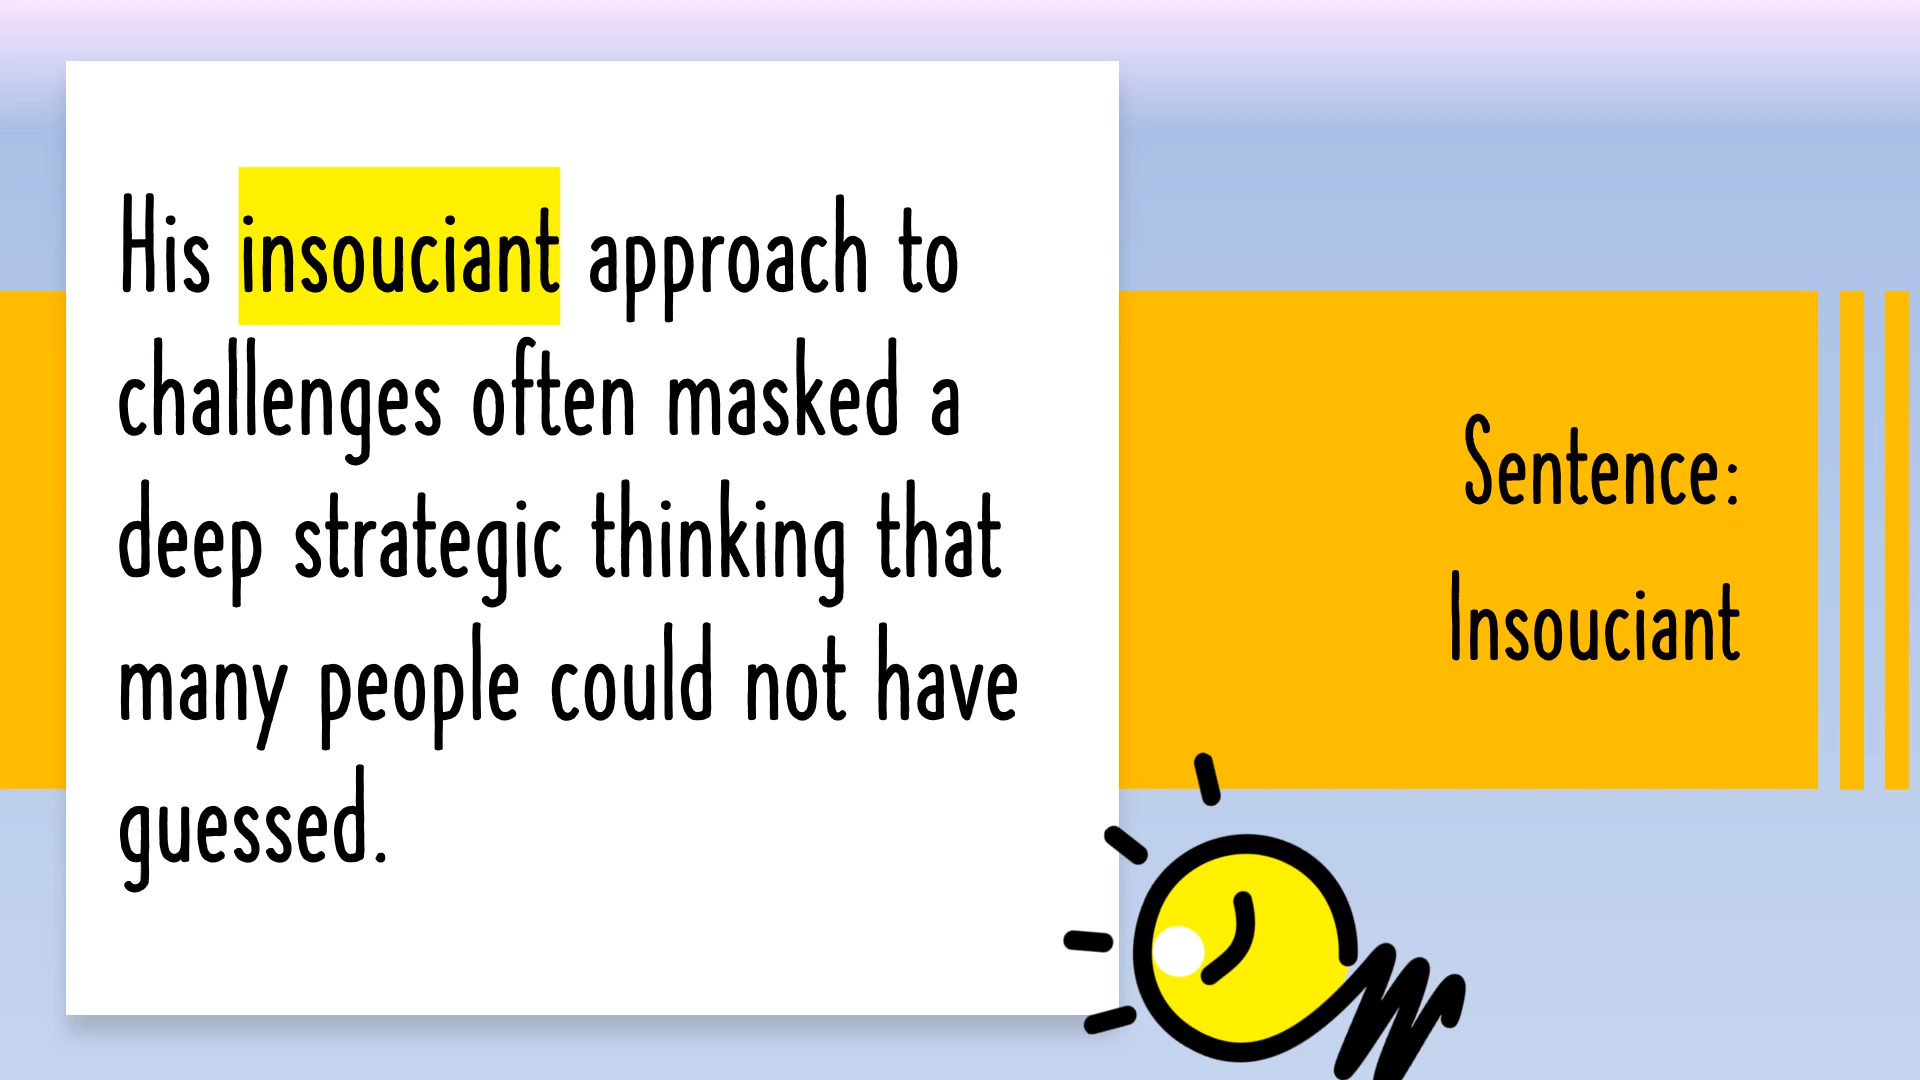 His insouciant approach to
challenges often masked a
deep strategic thinking that
many people could not have
guessed.
Sentence:
Insouciant